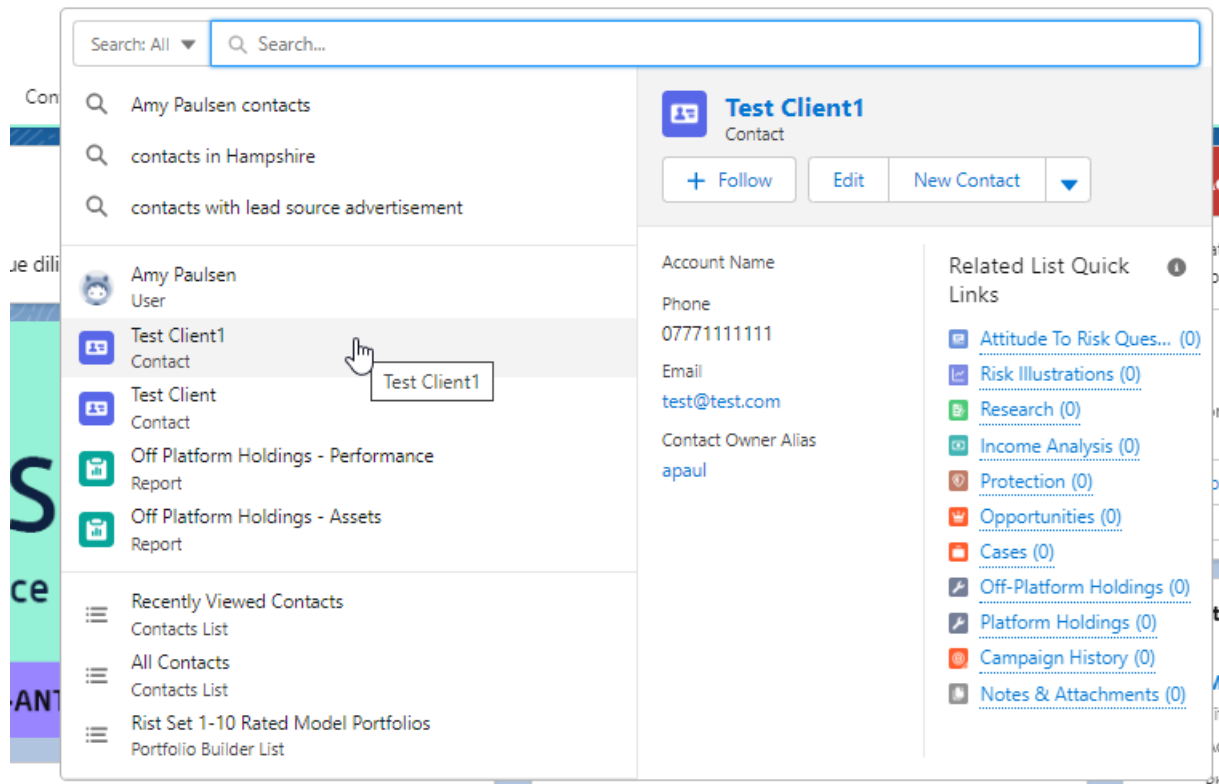 Search: All
Search...
Con
Amy Paulsen contacts
contacts in Hampshire
contacts with lead source advertisement
ue dili
Amy Paulsen
User
Test Client1
Contact
Test Client1
Test Client
Contact
Off Platform Holdings - Performance
Report
Off Platform Holdings - Assets
Report
S
ce
-ANT
Recently Viewed Contacts
Contacts List
All Contacts
Contacts List
Rist Set 1-10 Rated Model Portfolios
Portfolio Builder List
Test Client1
Contact
+ Follow
Edit
New Contact
Account Name
Phone
07771111111
Email
test@test.com
Contact Owner Alias
apaul
Related List Quick
Links
Attitude To Risk Ques... (0)
Risk Illustrations (0)
Research (0)
Income Analysis (0)
Protection (0)
Opportunities (0)
Cases (0)
Off-Platform Holdings (0)
Platform Holdings (0)
Campaign History (0)
Notes & Attachments (0)